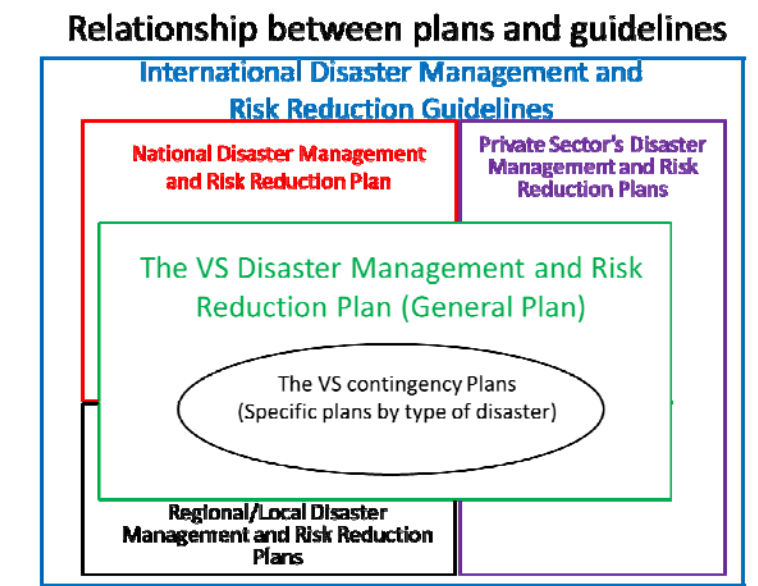 Relationship between plans and guidelines
International Disaster Management and
Risk Reduction Guidelines
National Disaster Management
and Risk Reduction Plan
Private Sector's Disaster
Management and Risk
Reduction Plans
The VS Disaster Management and Risk
Reduction Plan (General Plan)
The VS contingency Plans
(Specific plans by type of disaster)
Regional/Local Disaster
Management and Risk Reduction
Plans